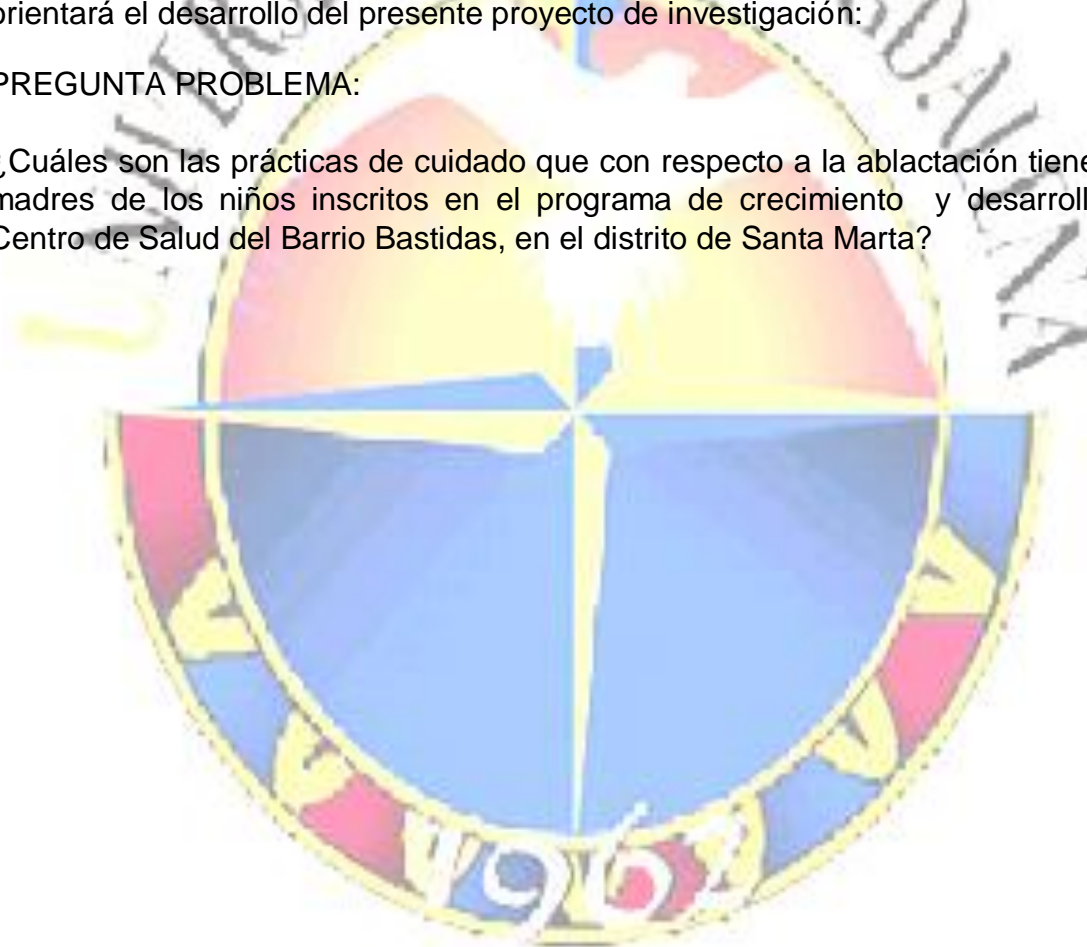 orientará el desarrollo del presente proyecto de investigación:
PREGUNTA PROBLEMA:
¿Cuáles son las prácticas de cuidado que con respecto a la ablactación tiene
madres de los niños inscritos en el programa de crecimiento y desarroll
Centro de Salud del Barrio Bastidas, en el distrito de Santa Marta?
1962